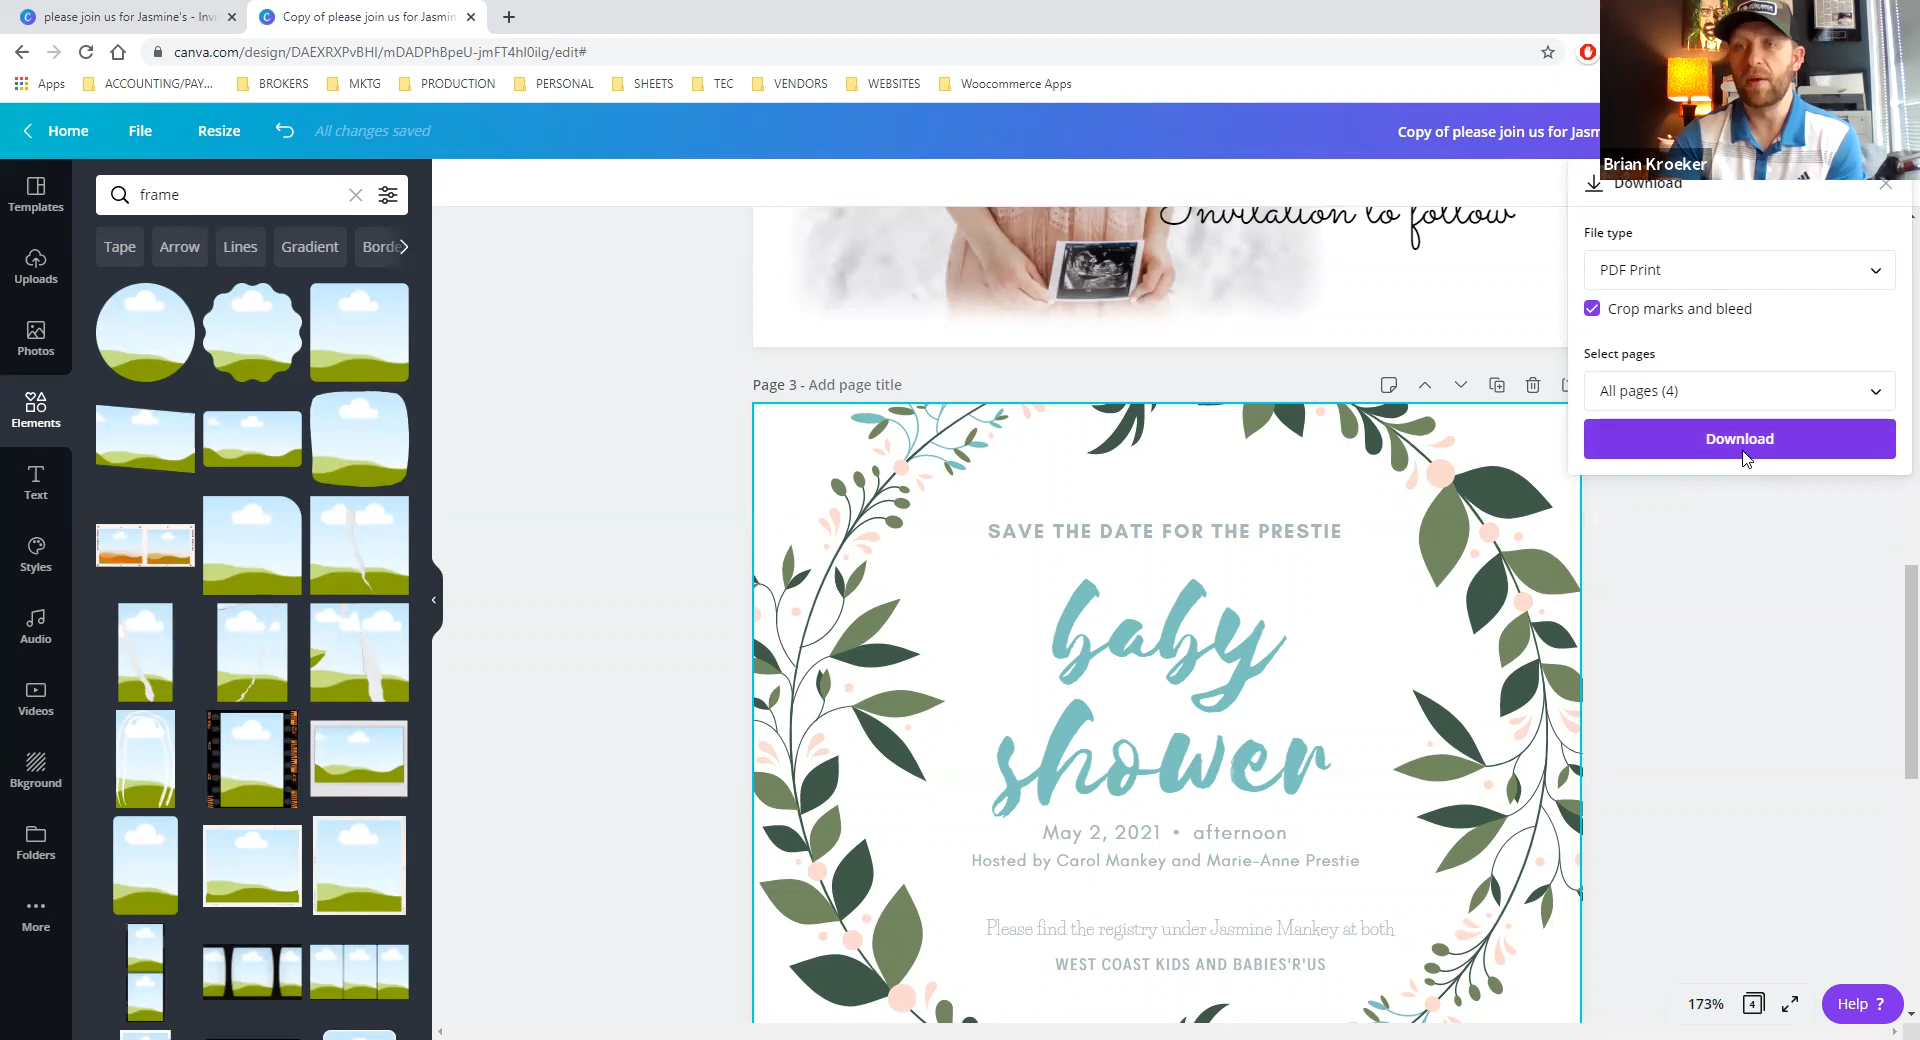 please join us for Jasmine's - Invi
Copy of please join us for Jasmin
canva.com/design/DAEXRXPvBHI/mDADPhBpeU-jmFT4hl0ilg/edit#
Apps ACCOUNTING/PAY... BROKERS MKTG PRODUCTION PERSONAL SHEETS TEC VENDORS WEBSITES Woocommerce Apps
Home File Resize All changes saved
Copy of please join us for Jasm
Brian Kroeker
Templates
Uploads
Photos
Elements
Text
Styles
Audio
Videos
Bkground
Folders
More
frame
Tape Arrow Lines Gradient Borde
Invitation to follow
Page 3 - Add page title
SAVE THE DATE FOR THE PRESTIE
baby
shower
May 2, 2021 • afternoon
Hosted by Carol Mankey and Marie-Anne Prestie
Please find the registry under Jasmine Mankey at both
WEST COAST KIDS AND BABIES'R'US
Download
File type
PDF Print
Crop marks and bleed
Select pages
All pages (4)
Download
173% 4 Help ?